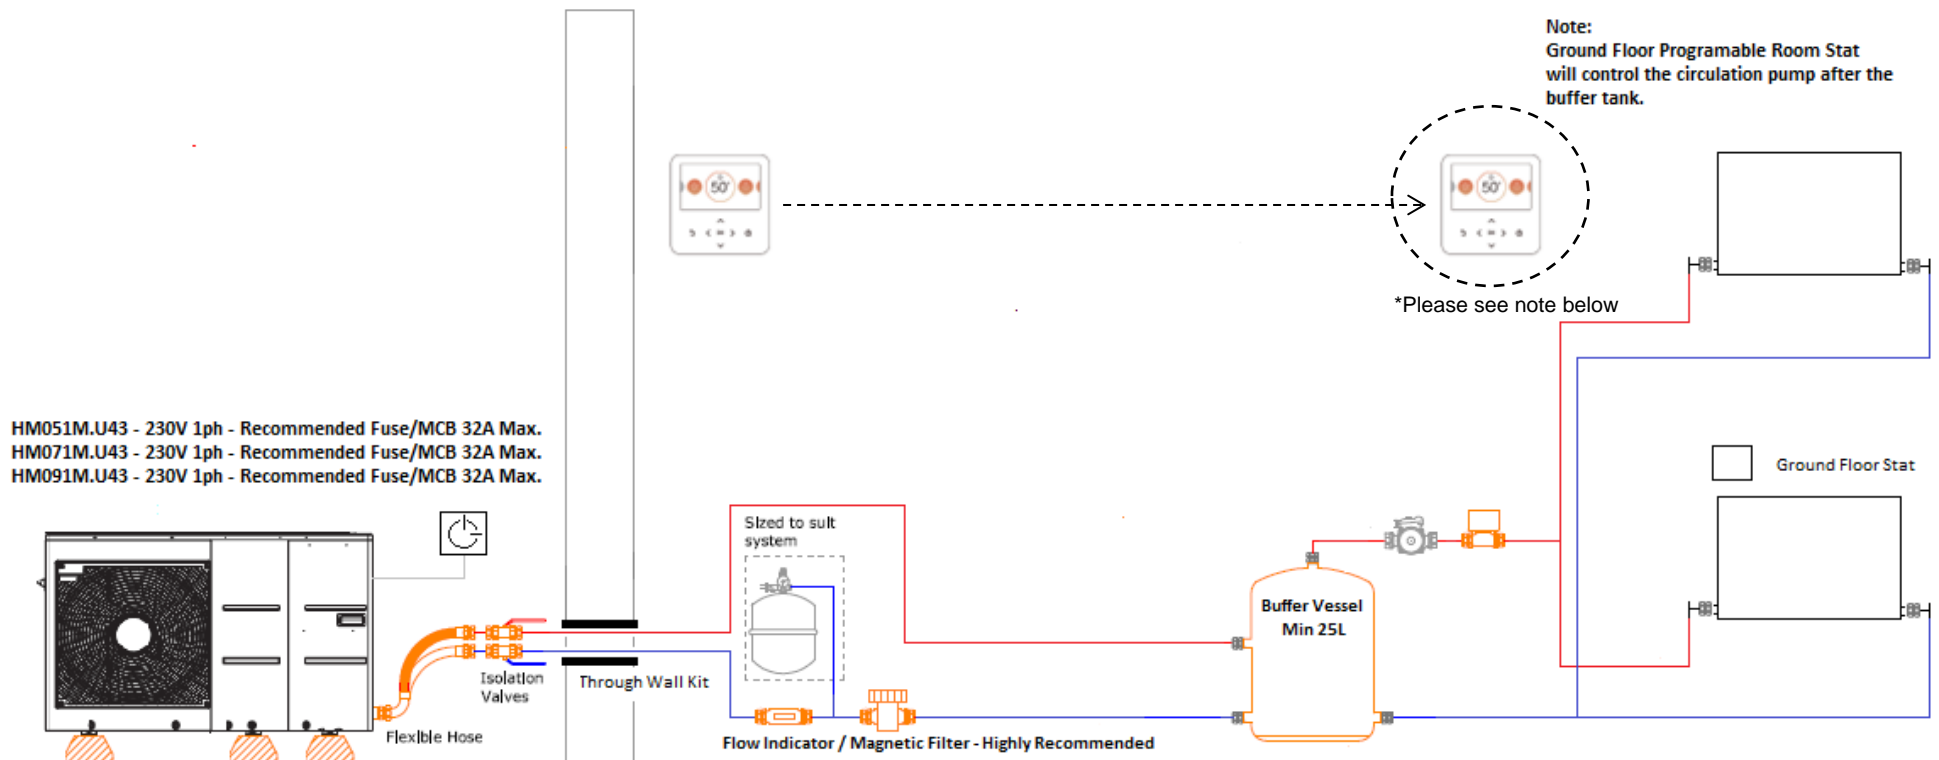 Note:
Ground Floor Programable Room Stat
will control the circulation pump after the
buffer tank.
50°
50°
*Please see note below
HM051M.U43 - 230V 1ph - Recommended Fuse/MCB 32A Max.
HM071M.U43 - 230V 1ph - Recommended Fuse/MCB 32A Max.
HM091M.U43 - 230V 1ph - Recommended Fuse/MCB 32A Max.
Ground Floor Stat
Sized to suit
system
Buffer Vessel
Min 25L
Isolation
Valves
Through Wall Kit
Flexible Hose
Flow Indicator / Magnetic Filter - Highly Recommended